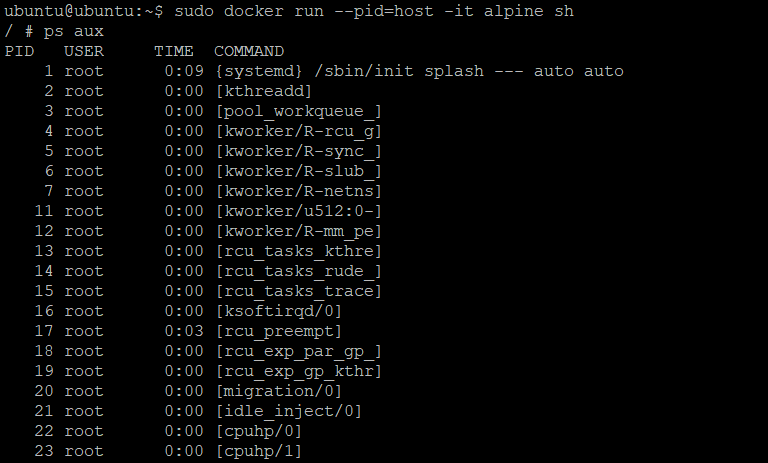 ubuntu@ubuntu:~$ sudo docker run --pid=host -it alpine sh
/ # ps aux
PID   USER     TIME  COMMAND
    1 root      0:09 {systemd} /sbin/init splash --- auto auto
    2 root      0:00 [kthreadd]
    3 root      0:00 [pool_workqueue_]
    4 root      0:00 [kworker/R-rcu_g]
    5 root      0:00 [kworker/R-sync_]
    6 root      0:00 [kworker/R-slub_]
    7 root      0:00 [kworker/R-netns]
   11 root      0:00 [kworker/u512:0-]
   12 root      0:00 [kworker/R-mm_pe]
   13 root      0:00 [rcu_tasks_kthre]
   14 root      0:00 [rcu_tasks_rude_]
   15 root      0:00 [rcu_tasks_trace]
   16 root      0:00 [ksoftirqd/0]
   17 root      0:03 [rcu_preempt]
   18 root      0:00 [rcu_exp_par_gp_]
   19 root      0:00 [rcu_exp_gp_kthr]
   20 root      0:00 [migration/0]
   21 root      0:00 [idle_inject/0]
   22 root      0:00 [cpuhp/0]
   23 root      0:00 [cpuhp/1]